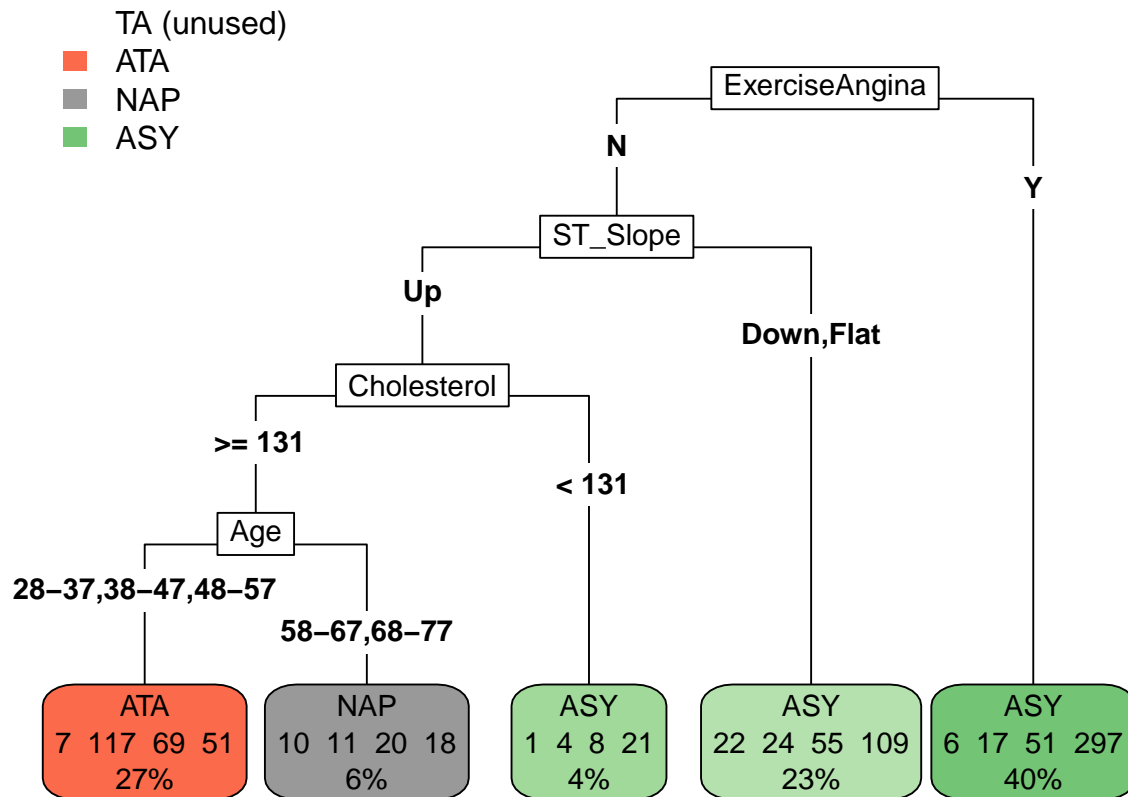 TA (unused)
ATA
NAP
ASY
ExerciseAngina
N
Y
ST_Slope
Up
Down,Flat
Cholesterol
>= 131
< 131
Age
28−37,38−47,48−57
58−67,68−77
ATA
7 117 69 51
27%
NAP
10 11 20 18
6%
ASY
1 4 8 21
4%
ASY
22 24 55 109
23%
ASY
6 17 51 297
40%